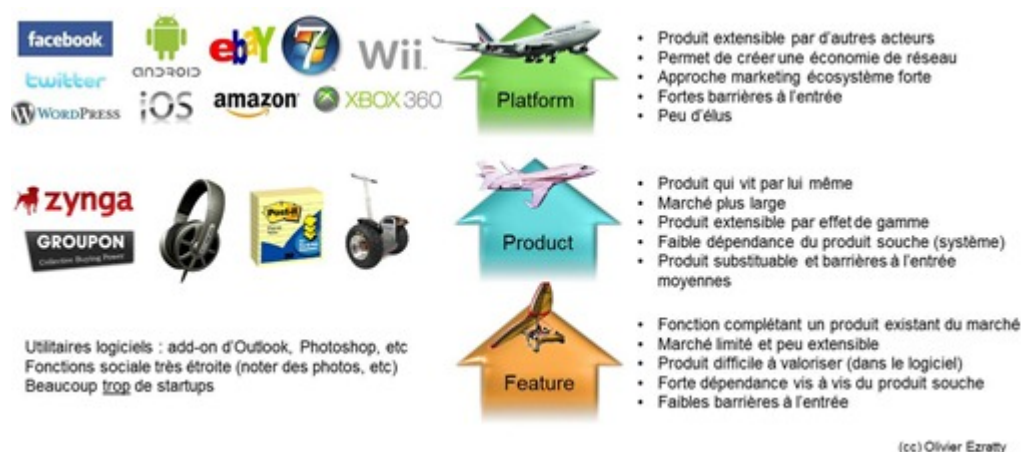 facebook
ANDROID
ebY
7
Wii
twitter
WORDPRESS
iOS
amazon
XBOX 360
Platform
• Produit extensible par d'autres acteurs
• Permet de créer une économie de réseau
• Approche marketing écosystème forte
• Fortes barrières à l'entrée
• Peu d'élus
zynga
GROUPON
Collective Buying Power
Post-it
Product
• Produit qui vit par lui même
• Marché plus large
• Produit extensible par effet de gamme
• Faible dépendance du produit souche (système)
• Produit substituable et barrières à l'entrée
moyennes
Utilitaires logiciels : add-on d'Outlook, Photoshop, etc
Fonctions sociale très étroite (noter des photos, etc)
Beaucoup trop de startups
Feature
• Fonction complétant un produit existant du marché
• Marché limité et peu extensible
• Produit difficile à valoriser (dans le logiciel)
• Forte dépendance vis à vis du produit souche
• Faibles barrières à l'entrée
(cc) Olivier Ezratty